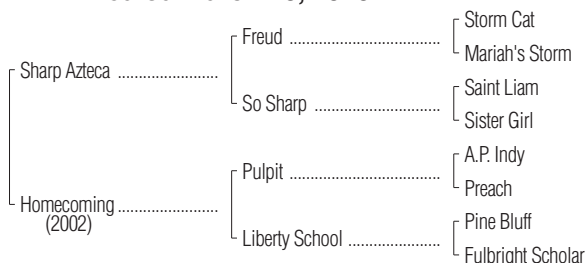 Storm Cat
Freud ........................................
Mariah's Storm
Sharp Azteca ..........................
Saint Liam
So Sharp .................................
Sister Girl
A.P. Indy
Pulpit ........................................
Preach
Homecoming ..........................
(2002)
Pine Bluff
Liberty School ........................
Fulbright Scholar